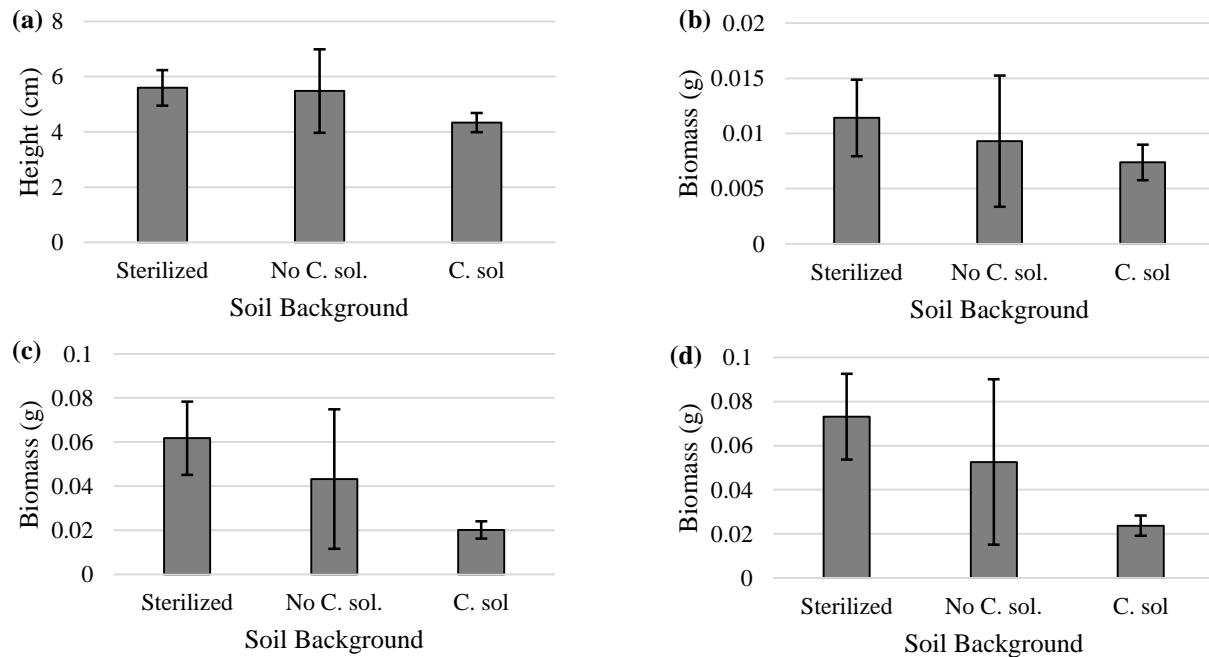 (a)
8
6
4
2
0
Height (cm)
Sterilized No C. sol. C. sol
Soil Background
(b)
0.02
0.015
0.01
0.005
0
Biomass (g)
Sterilized No C. sol. C. sol
Soil Background
(c)
0.1
0.08
0.06
0.04
0.02
0
Biomass (g)
Sterilized No C. sol. C. sol
Soil Background
(d)
0.1
0.08
0.06
0.04
0.02
0
Biomass (g)
Sterilized No C. sol. C. sol
Soil Background